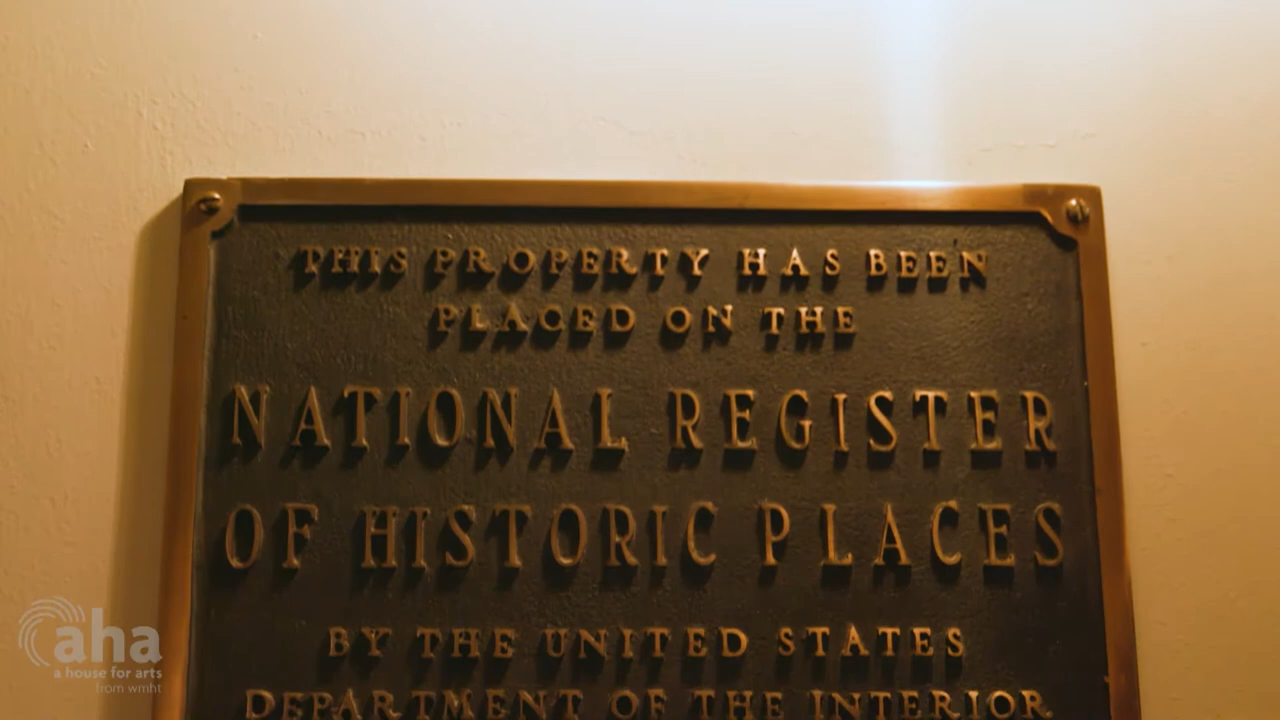 THIS PROPERTY HAS BEEN
PLACED ON THE
NATIONAL REGISTER
OF HISTORIC PLACES
BY THE UNITED STATES
DEPARTMENT OF THE INTERIOR
aha
a house for arts
from wmht